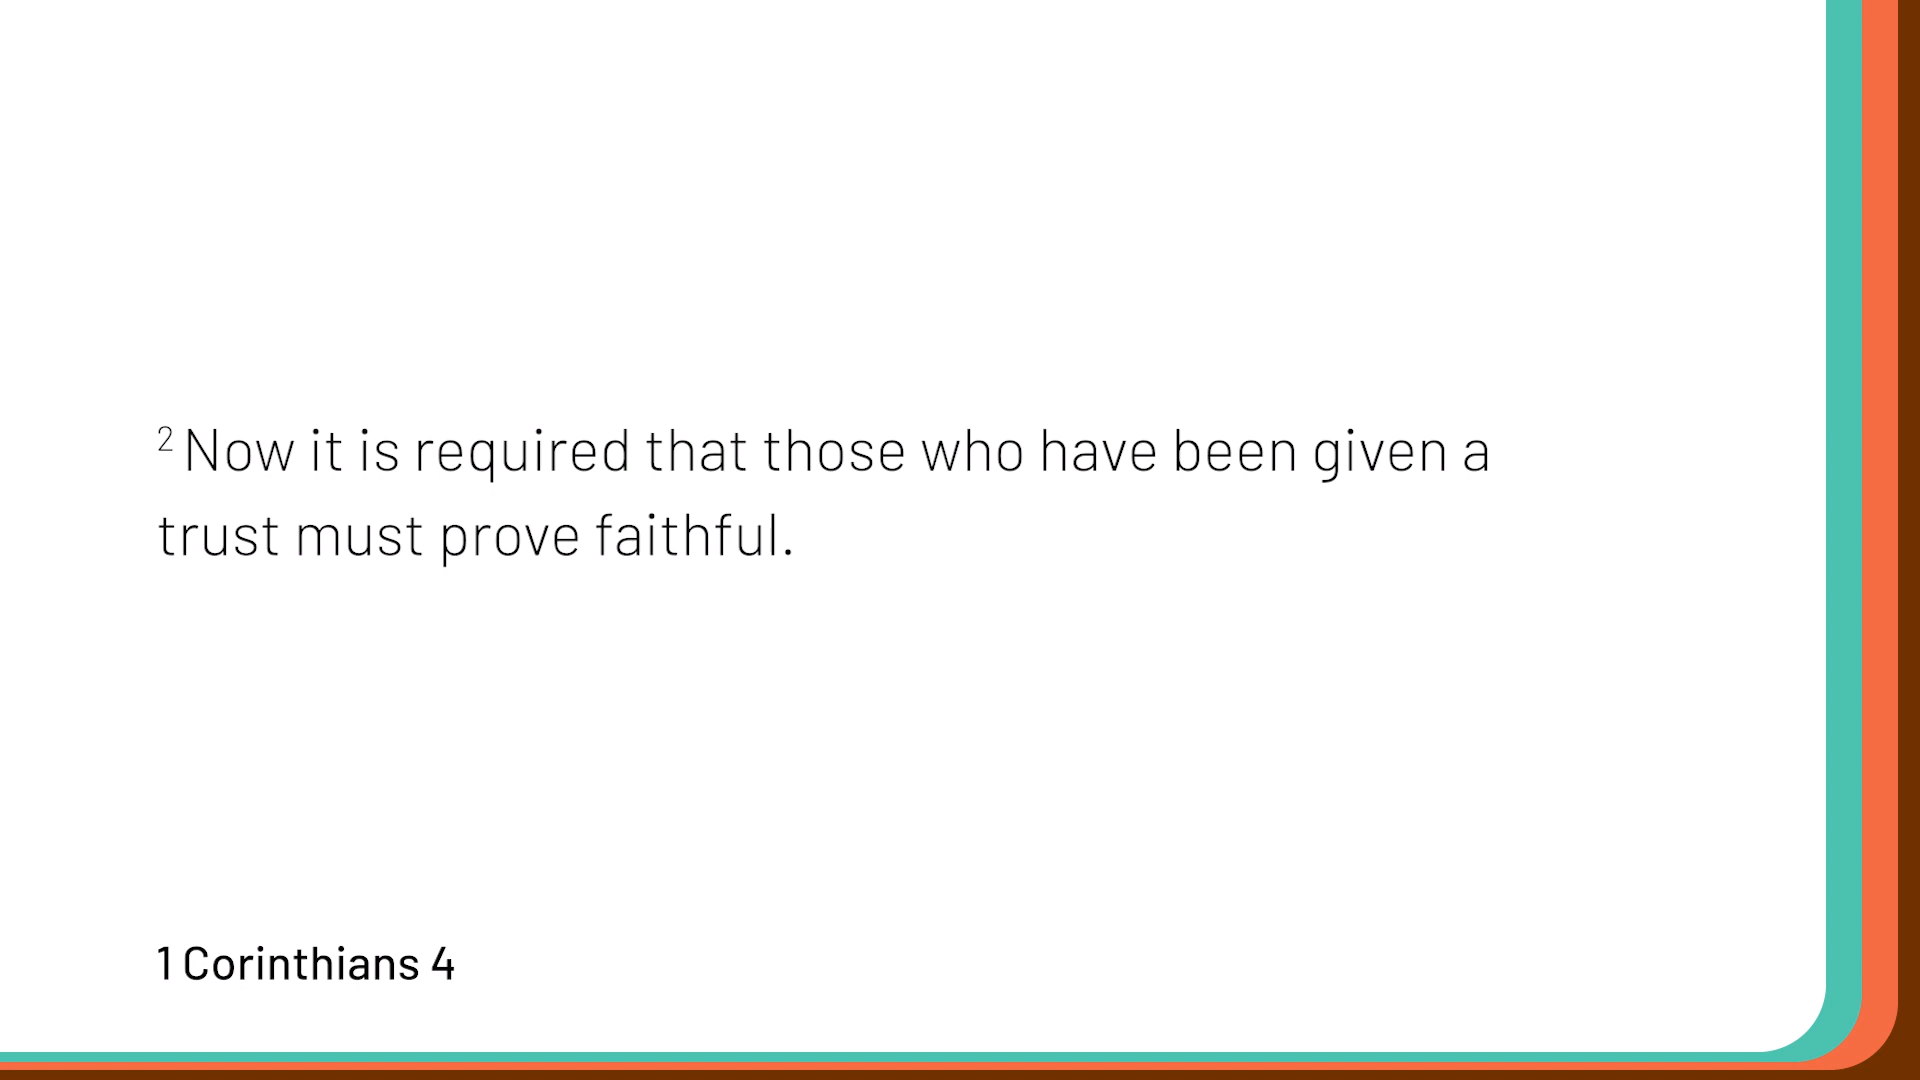 2 Now it is required that those who have been given a
trust must prove faithful.
1 Corinthians 4